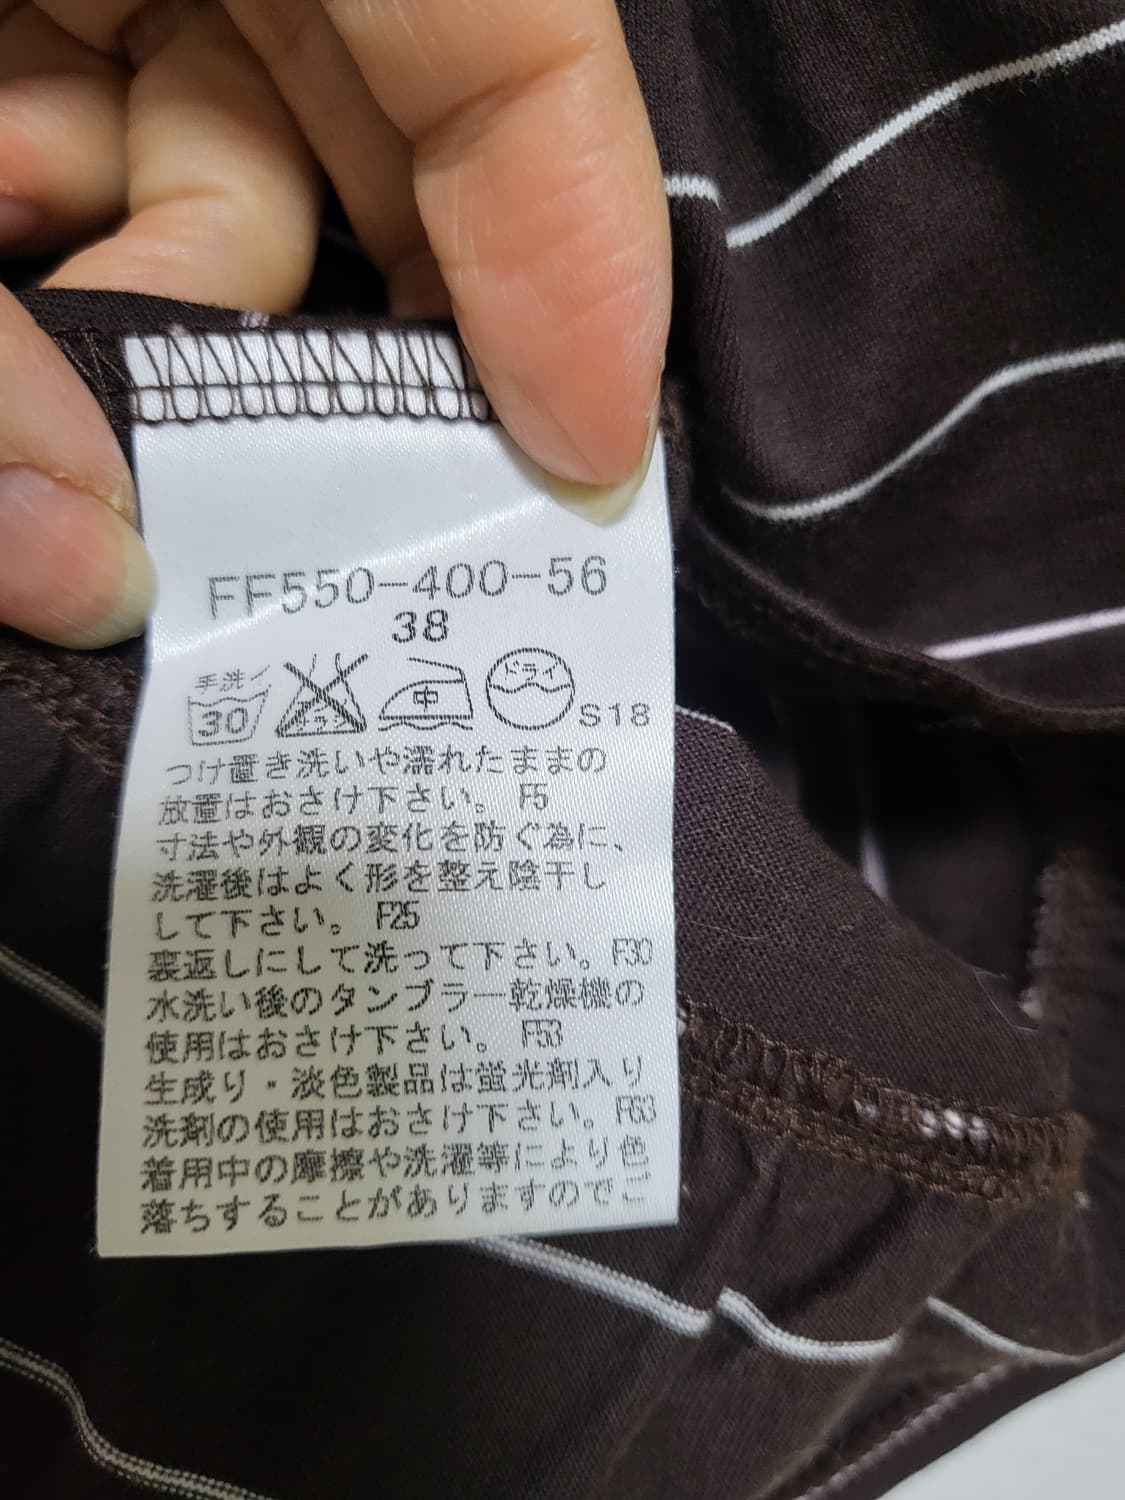 FF550-400-56
38
手洗イ
30
中
ドライ
S18
つけ置き洗いや濡れたままの
放置はおさけ下さい。 F5
寸法や外観の変化を防ぐ為に、
洗濯後はよく形を整え陰干し
して下さい。 F25
裏返しにして洗って下さい。F30
水洗い後のタンブラー乾燥機の
使用はおさけ下さい。 F53
生成り・淡色製品は蛍光剤入り
洗剤の使用はおさけ下さい。F63
着用中の摩擦や洗濯等により色
落ちすることがありますのでご